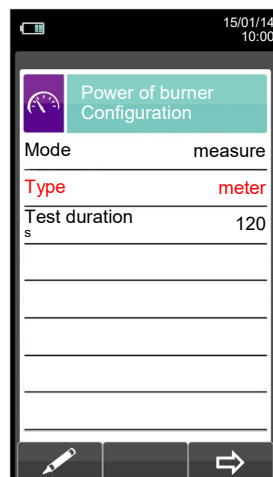 15/01/14
10:00
Power of burner
Configuration
Mode measure
Type meter
Test duration 120
s